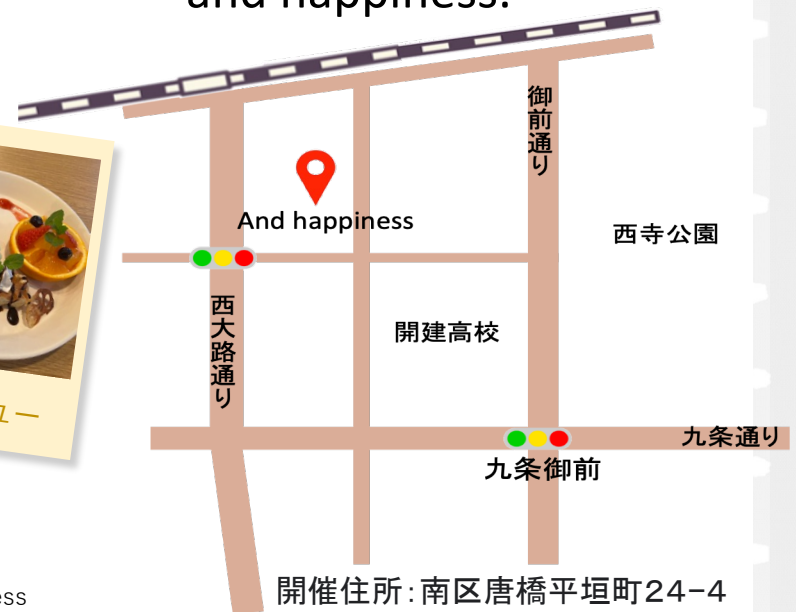 and happiness.
御前通り
And happiness
西寺公園
西大路通り
開建高校
ュー
九条通り
九条御前
ess
開催住所:南区唐橋平垣町24-4